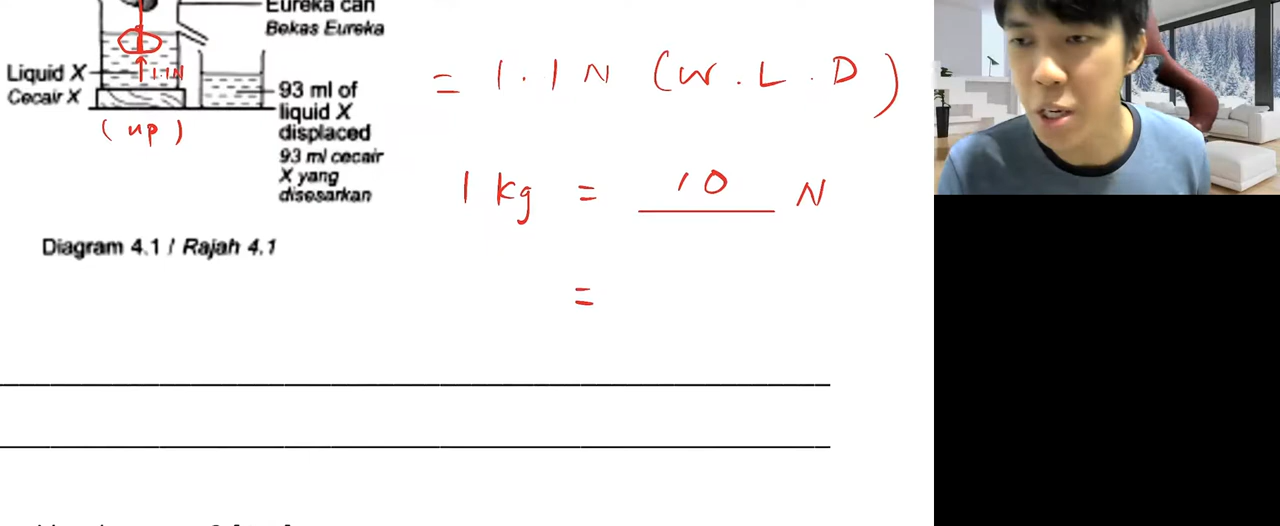 Eureka can
Bekas Eureka
Liquid X
Cecair X
1.1N
93 ml of
liquid X
displaced
93 ml cecair
X yang
disesarkan
(up)
Diagram 4.1 / Rajah 4.1
= 1.1 N (W.L.D)
1 kg = 10 N
=